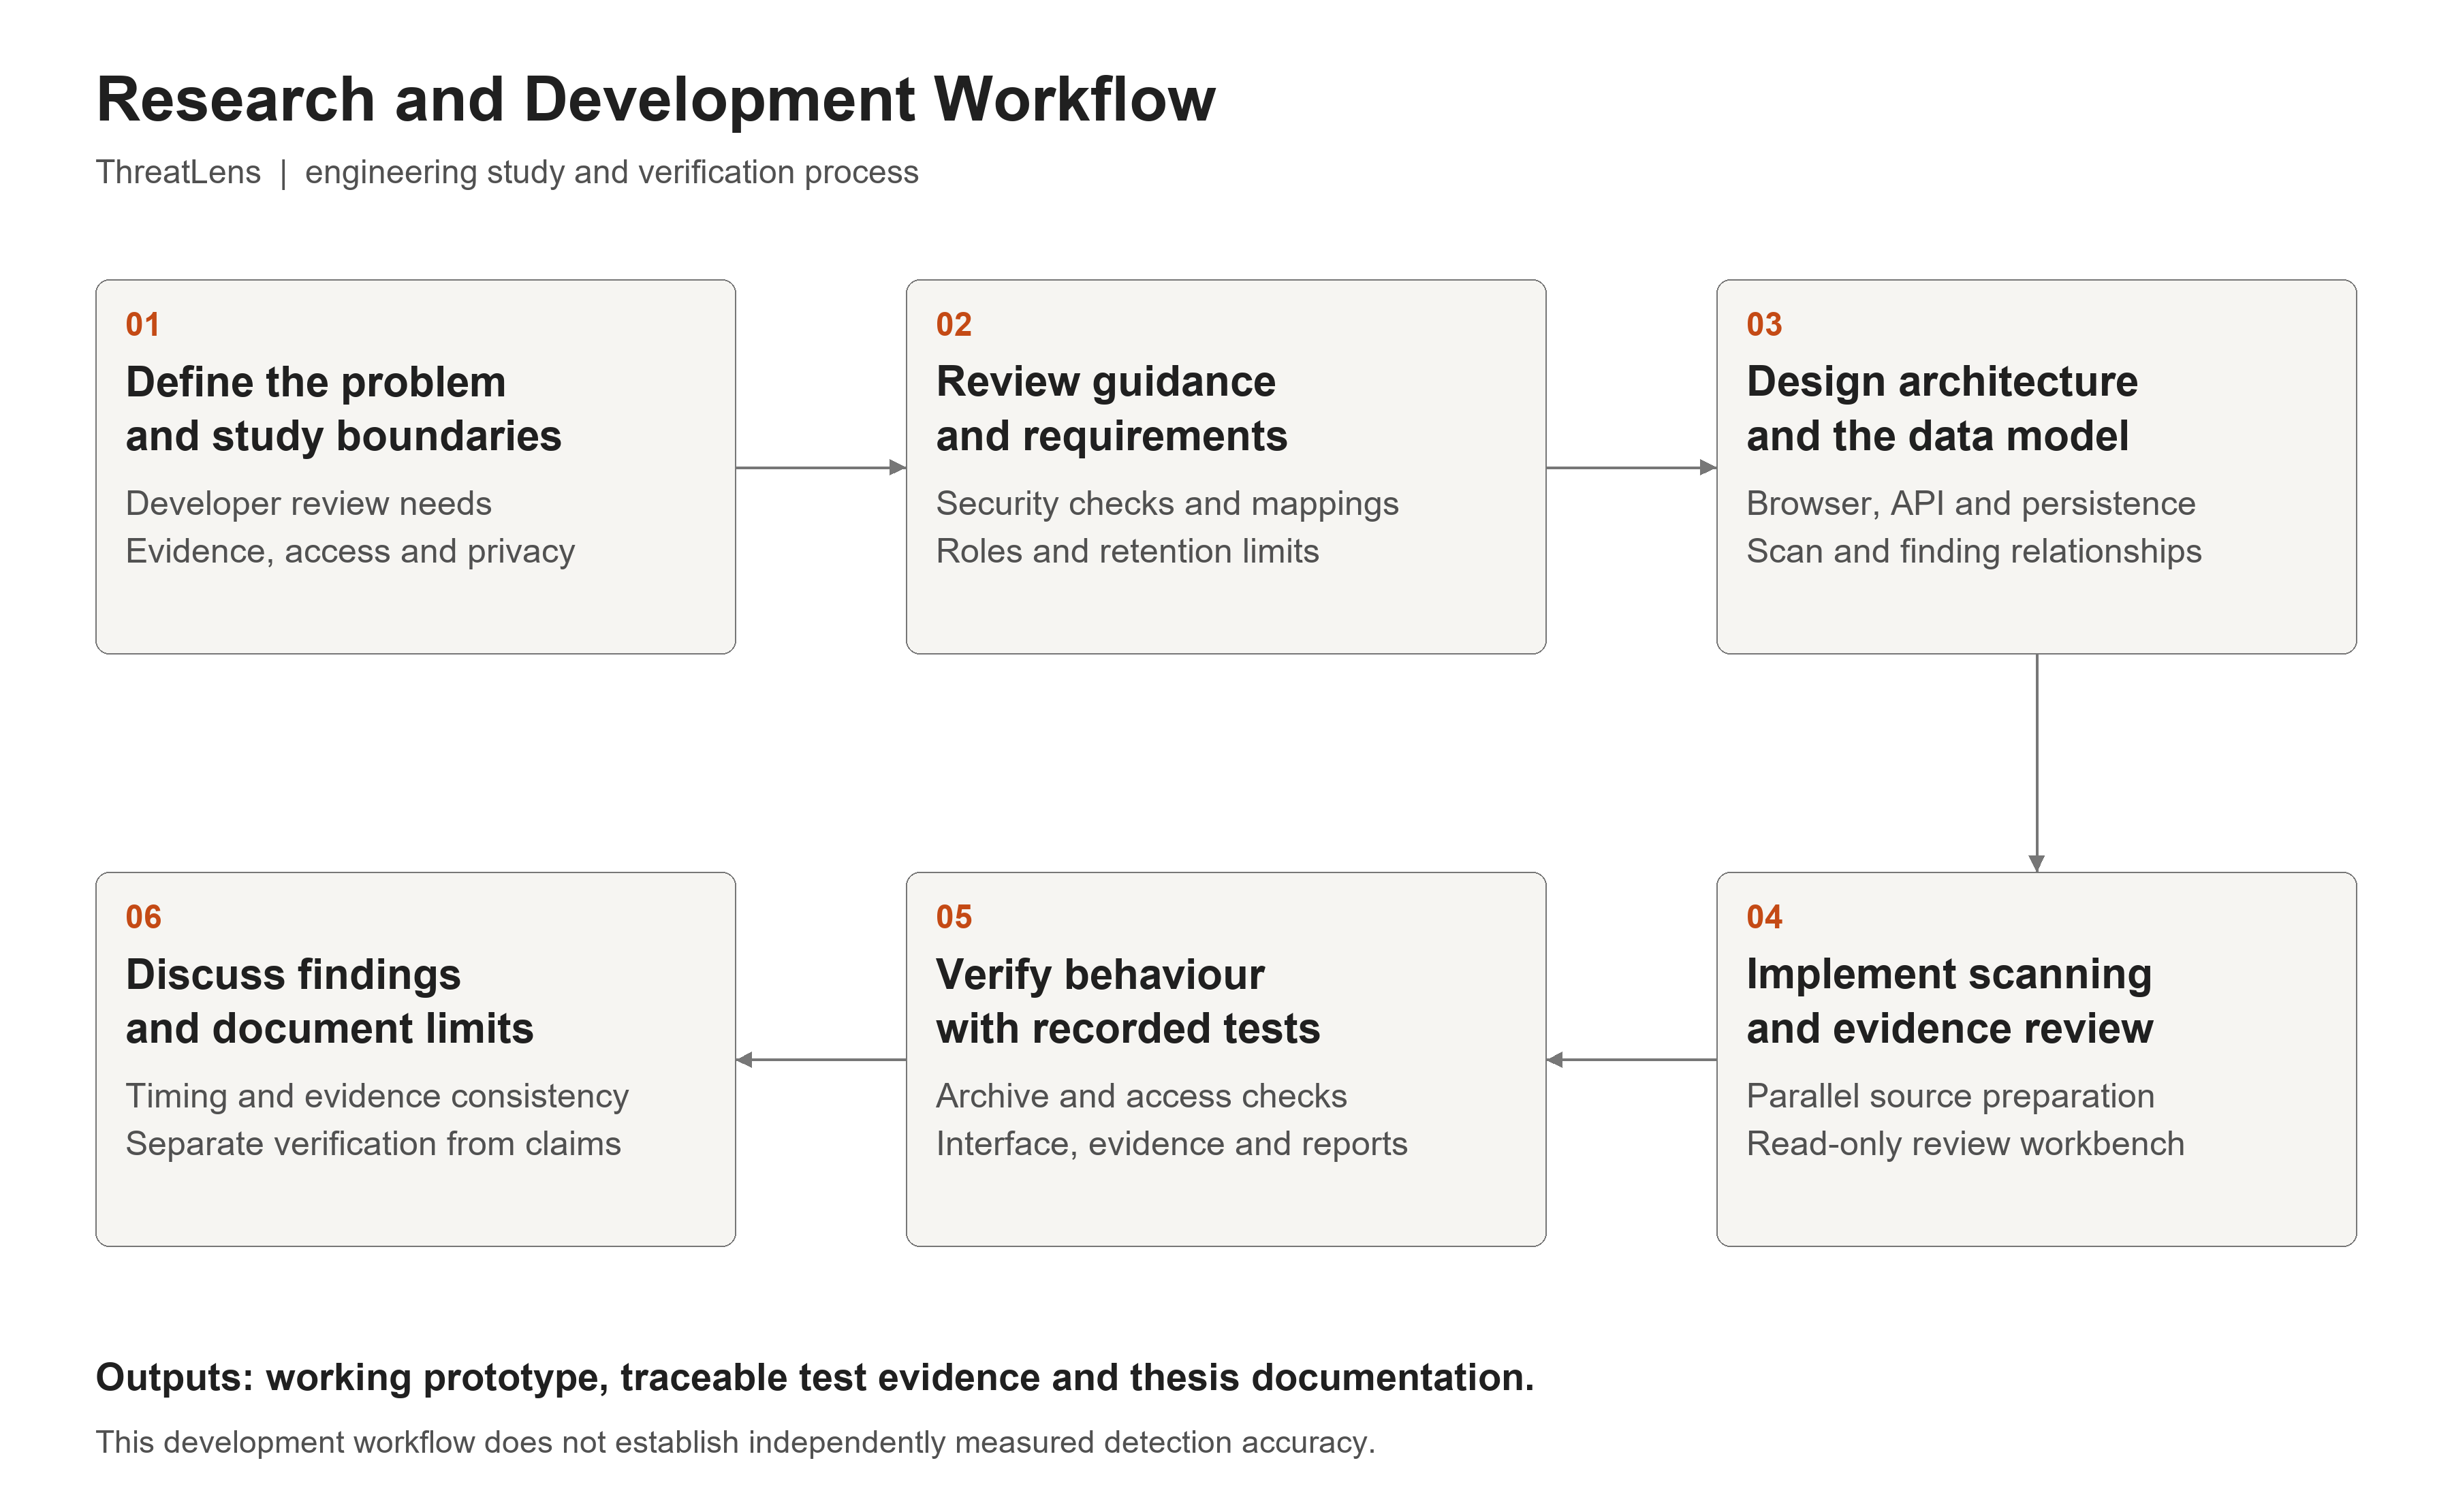 Research and Development Workflow
ThreatLens | engineering study and verification process
01
Define the problem
and study boundaries
Developer review needs
Evidence, access and privacy
02
Review guidance
and requirements
Security checks and mappings
Roles and retention limits
03
Design architecture
and the data model
Browser, API and persistence
Scan and finding relationships
04
Implement scanning
and evidence review
Parallel source preparation
Read-only review workbench
05
Verify behaviour
with recorded tests
Archive and access checks
Interface, evidence and reports
06
Discuss findings
and document limits
Timing and evidence consistency
Separate verification from claims
Outputs: working prototype, traceable test evidence and thesis documentation.
This development workflow does not establish independently measured detection accuracy.